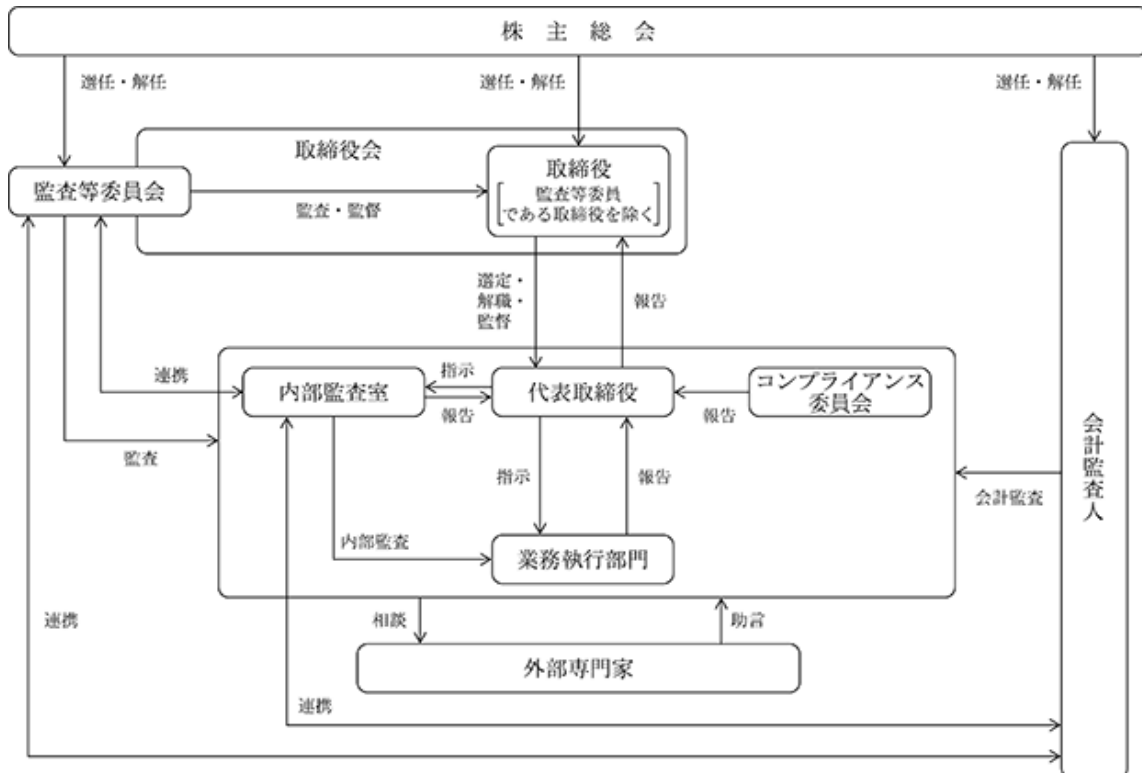 株主総会
選任・解任
選任・解任
選任・解任
取締役会
監査等委員会
監査・監督
取締役
監査等委員
である取締役を除く
選定・
解職・
監督
報告
連携
内部監査室
指示
報告
代表取締役
コンプライアンス
委員会
報告
監査
会計監査人
会計監査
指示
報告
内部監査
業務執行部門
連携
相談
助言
外部専門家
連携